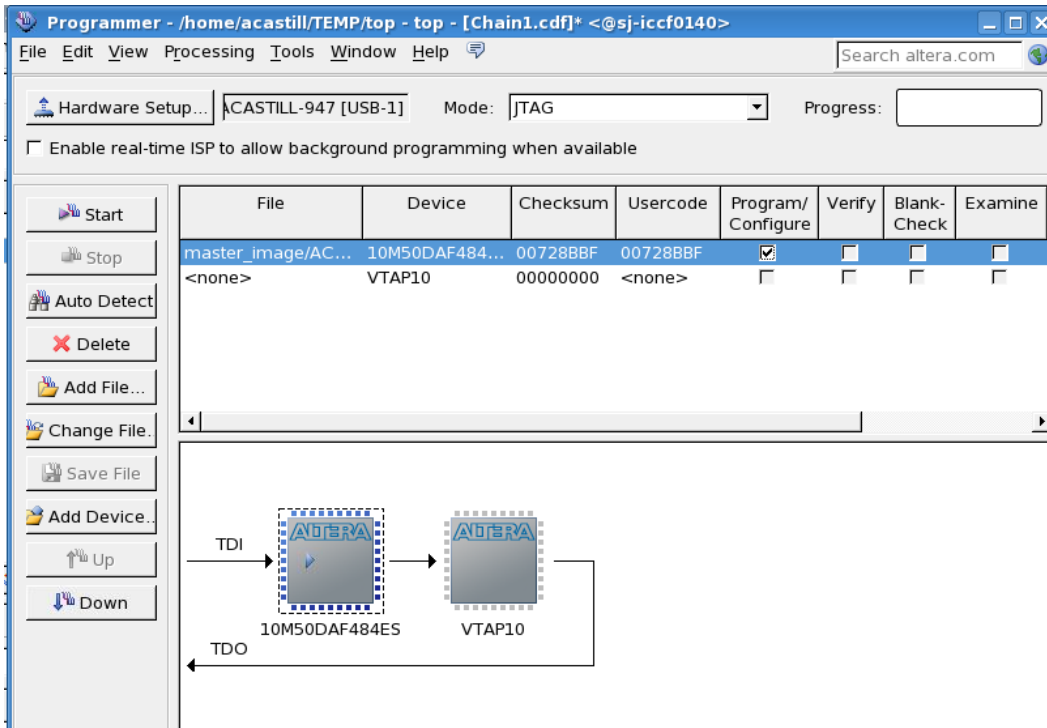 Programmer - /home/acastill/TEMP/top - top - [Chain1.cdf]* <@sj-iccf0140>
File Edit View Processing Tools Window Help
Search altera.com
Hardware Setup... ACASTILL-947 [USB-1] Mode: JTAG Progress:
Enable real-time ISP to allow background programming when available
Start
Stop
Auto Detect
Delete
Add File...
Change File.
Save File
Add Device.
Up
Down
File Device Checksum Usercode Program/ Verify Blank- Examine
Configure Check
master_image/AC... 10M50DAF484... 00728BBF 00728BBF
<none> VTAP10 00000000 <none>
ALTERA ALTERA
TDI
10M50DAF484ES VTAP10
TDO